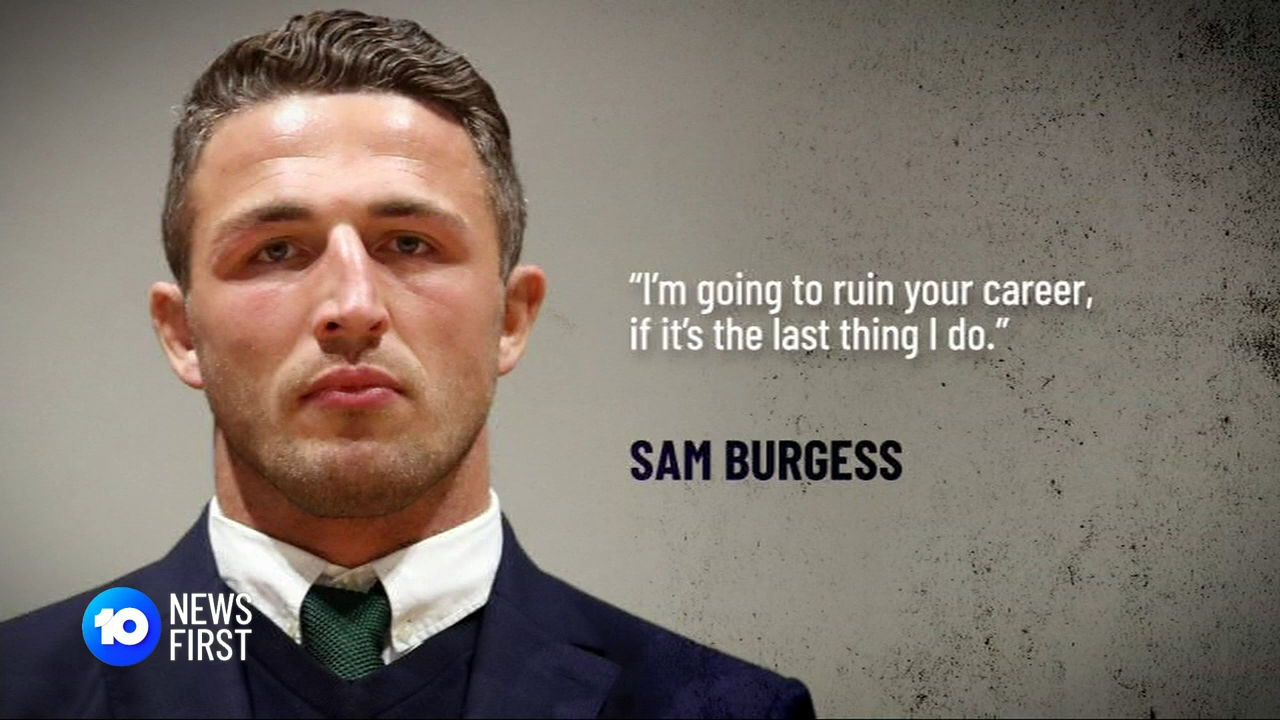 “I’m going to ruin your career,
if it’s the last thing I do.”
SAM BURGESS
10 NEWS
FIRST